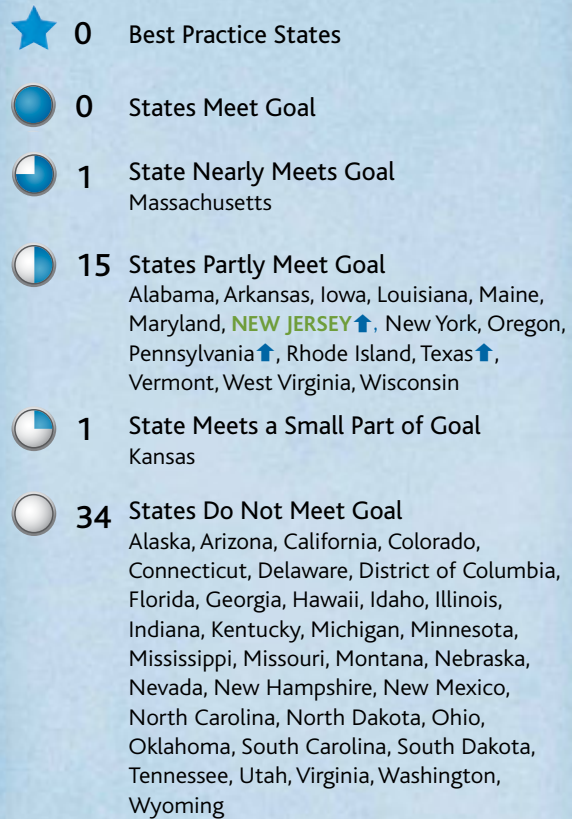 0 Best Practice States
0 States Meet Goal
1 State Nearly Meets Goal
Massachusetts
15 States Partly Meet Goal
Alabama, Arkansas, Iowa, Louisiana, Maine,
Maryland, NEW JERSEY⬆, New York, Oregon,
Pennsylvania⬆, Rhode Island, Texas⬆,
Vermont, West Virginia, Wisconsin
1 State Meets a Small Part of Goal
Kansas
34 States Do Not Meet Goal
Alaska, Arizona, California, Colorado,
Connecticut, Delaware, District of Columbia,
Florida, Georgia, Hawaii, Idaho, Illinois,
Indiana, Kentucky, Michigan, Minnesota,
Mississippi, Missouri, Montana, Nebraska,
Nevada, New Hampshire, New Mexico,
North Carolina, North Dakota, Ohio,
Oklahoma, South Carolina, South Dakota,
Tennessee, Utah, Virginia, Washington,
Wyoming